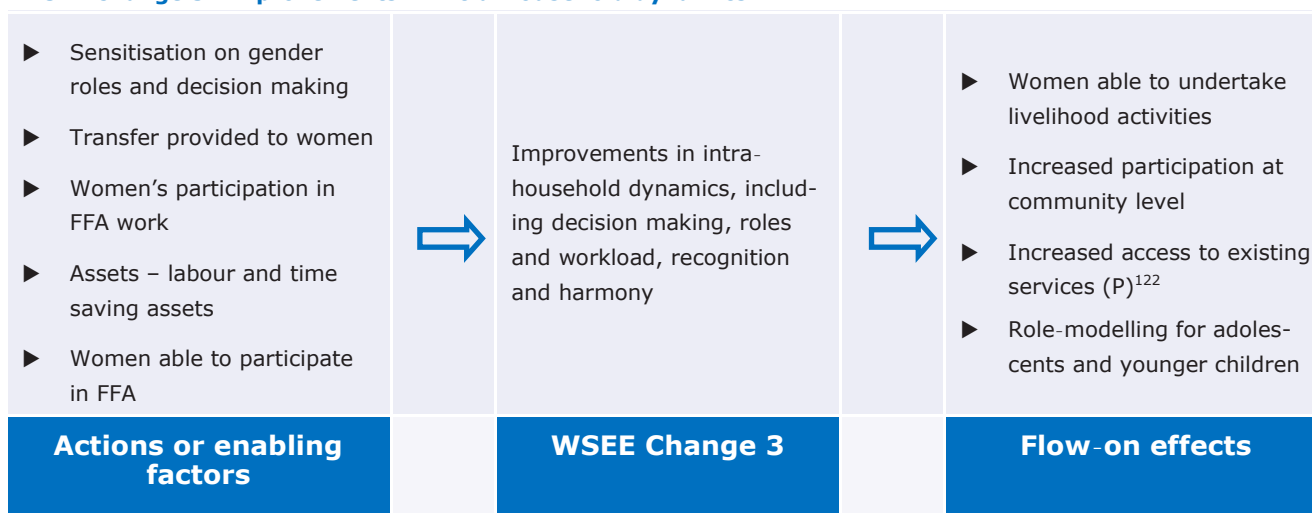 ► Sensitisation on gender
roles and decision making
► Transfer provided to women
► Women’s participation in
FFA work
► Assets – labour and time
saving assets
► Women able to participate
in FFA
Improvements in intra-
household dynamics, includ-
ing decision making, roles
and workload, recognition
and harmony
► Women able to undertake
livelihood activities
► Increased participation at
community level
► Increased access to existing
services (P)122
► Role-modelling for adoles-
cents and younger children
Actions or enabling
factors
WSEE Change 3
Flow-on effects